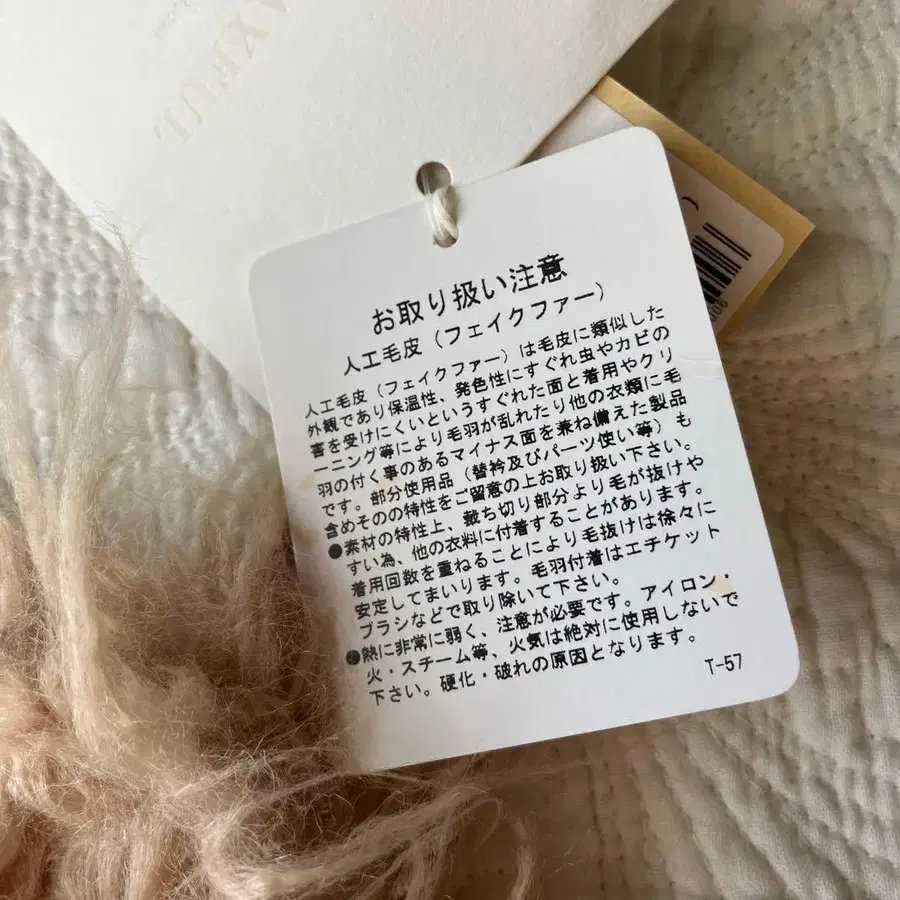 AXFUL
006
お取り扱い注意
人工毛皮（フェイクファー）
人工毛皮（フェイクファー）は毛皮に類似した
外観であり保温性、発色性にすぐれ虫やカビの
害を受けにくいというすぐれた面と着用やクリ
ーニング等により毛羽が乱れたり他の衣類に毛
羽の付く事のあるマイナス面を兼ね備えた製品
です。部分使用品（替衿及びパーツ使い等）も
含めそのの特性をご留意の上お取り扱い下さい。
●素材の特性上、裁ち切り部分より毛が抜けや
すい為、他の衣料に付着することがあります。
着用回数を重ねることにより毛抜けは徐々に
安定してまいります。毛羽付着はエチケット
ブラシなどで取り除いて下さい。
●熱に非常に弱く、注意が必要です。アイロン・
火・スチーム等、火気は絶対に使用しないで
下さい。硬化・破れの原因となります。
T-57